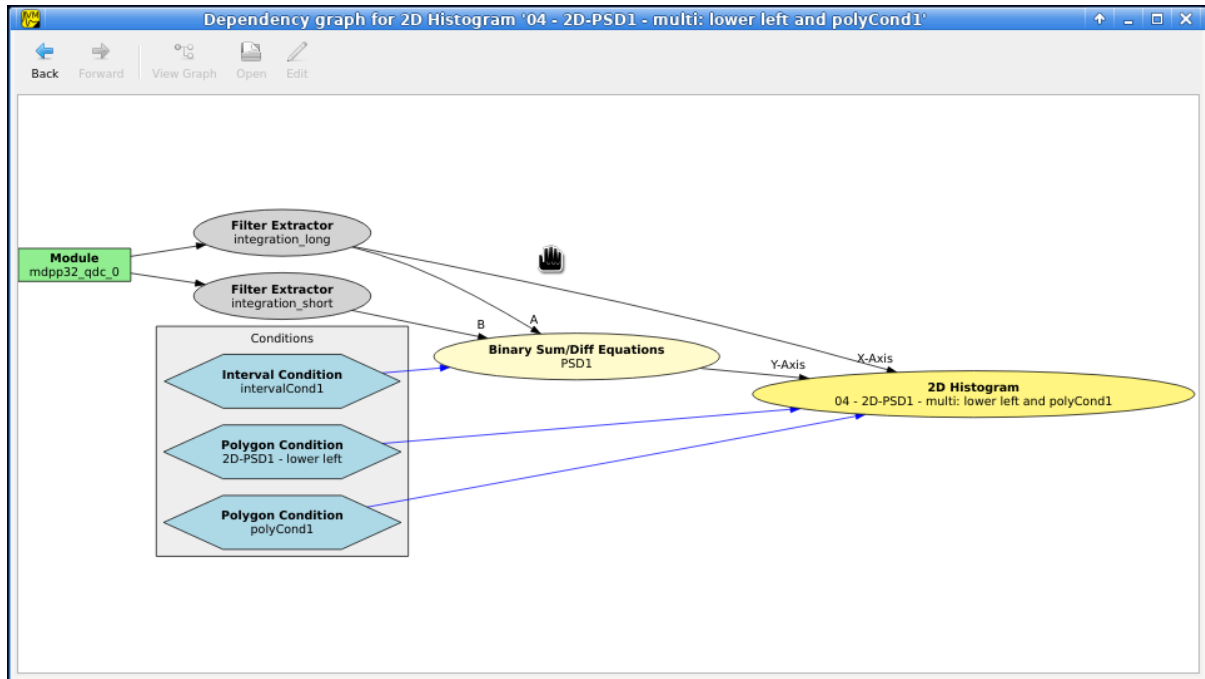 Dependency graph for 2D Histogram '04 - 2D-PSD1 - multi: lower left and polyCond1'
Back
Forward
View Graph
Open
Edit
Filter Extractor
integration_long
Module
mdpp32_qdc_0
Filter Extractor
integration_short
B
A
Conditions
Binary Sum/Diff Equations
PSD1
Y-Axis
X-Axis
Interval Condition
intervalCond1
2D Histogram
04 - 2D-PSD1 - multi: lower left and polyCond1
Polygon Condition
2D-PSD1 - lower left
Polygon Condition
polyCond1